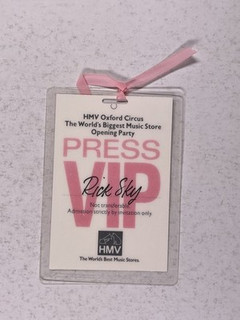 HMV Oxford Circus
The World's Biggest Music Store
Opening Party
PRESS
VIP
Rick Sky
Not transferable
Admission strictly by invitation only
HMV
The World's Best Music Stores.